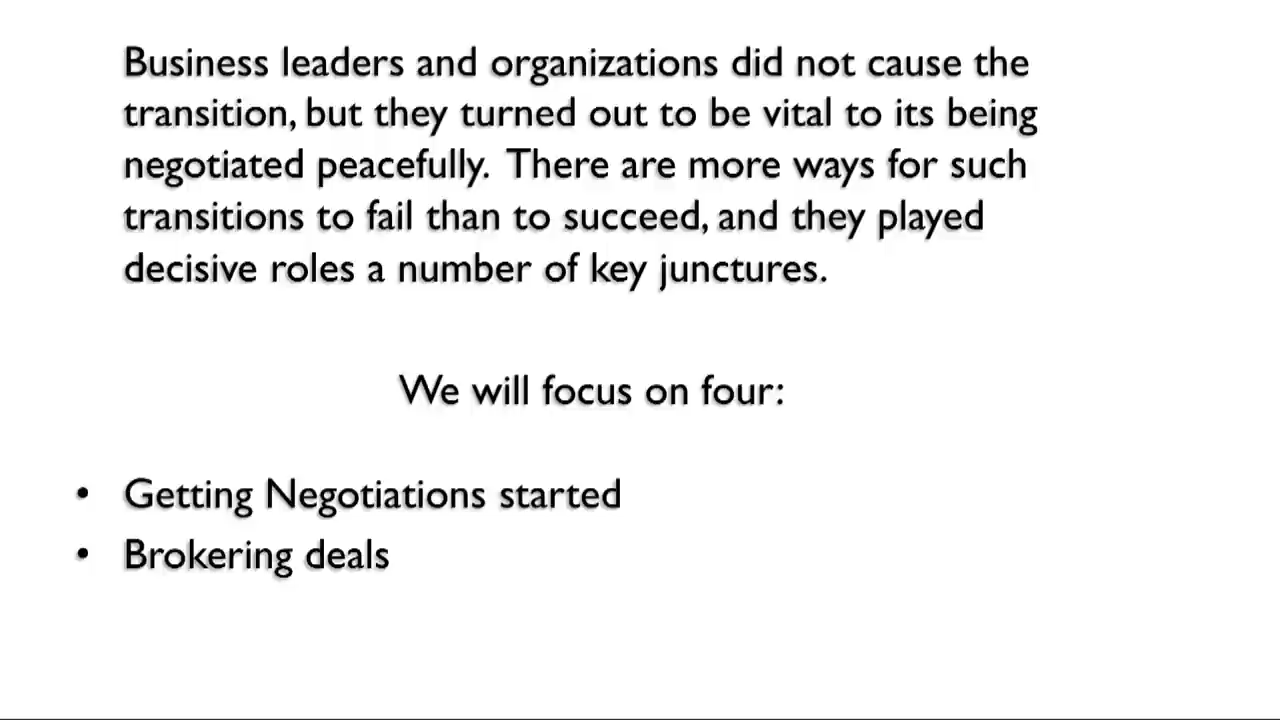 Business leaders and organizations did not cause the
transition, but they turned out to be vital to its being
negotiated peacefully.  There are more ways for such
transitions to fail than to succeed, and they played
decisive roles a number of key junctures.
We will focus on four:
• Getting Negotiations started
• Brokering deals